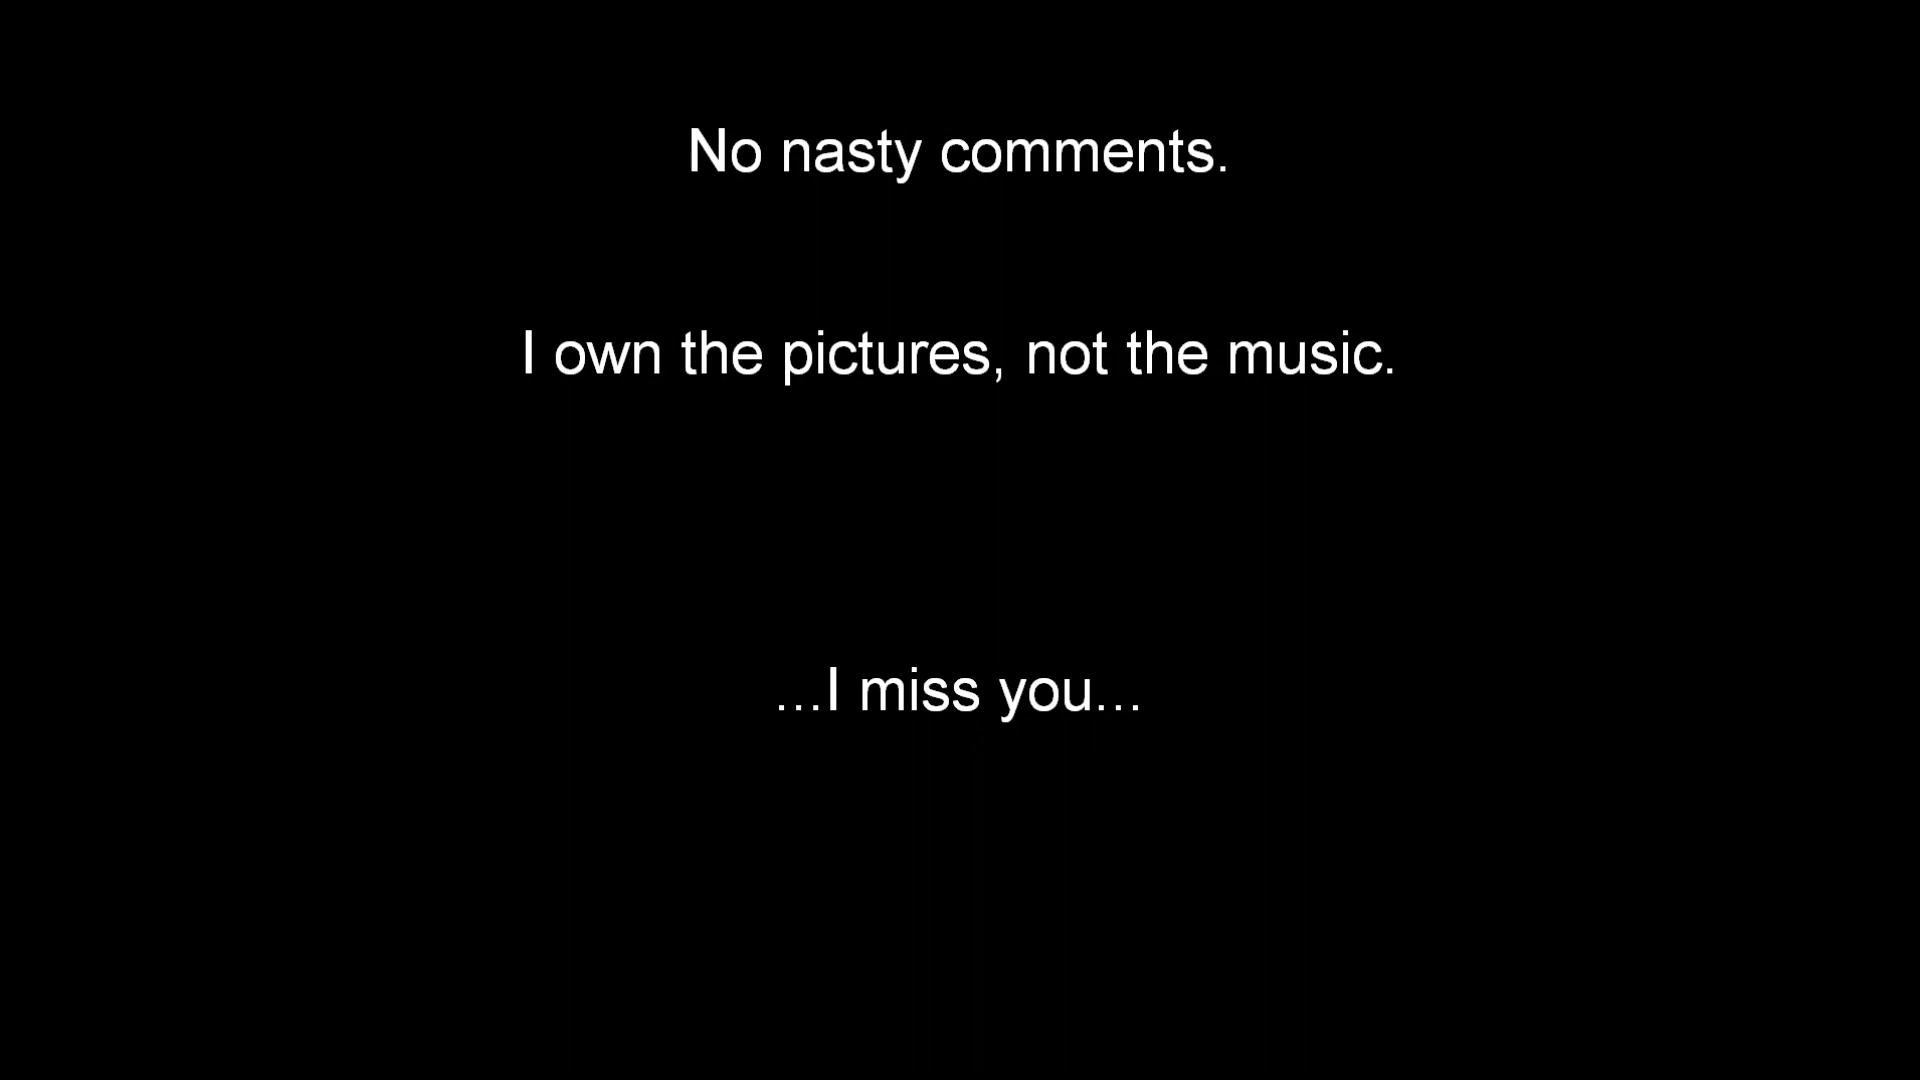 No nasty comments.
I own the pictures, not the music.
...I miss you...